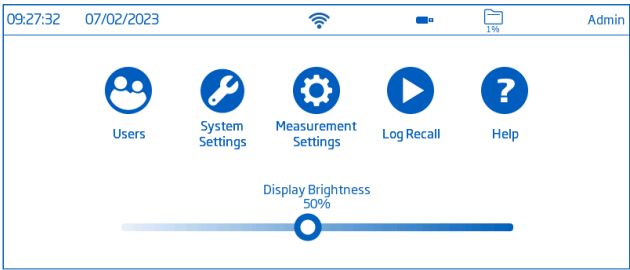 09:27:32 07/02/2023 1% Admin
Users
System
Settings
Measurement
Settings
Log Recall
?
Help
Display Brightness
50%